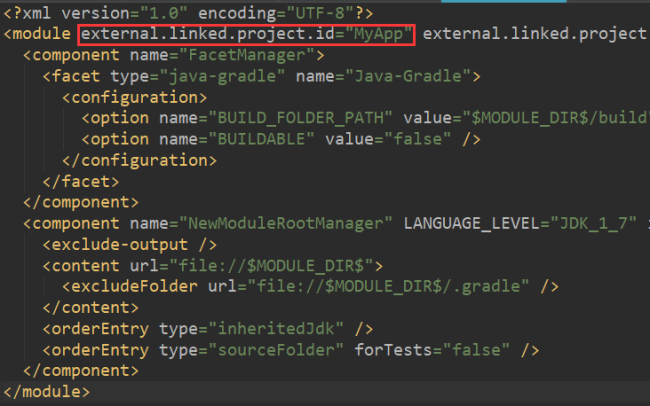 <?xml version="1.0" encoding="UTF-8"?>
<module external.linked.project.id="MyApp" external.linked.project
<component name="FacetManager">
<facet type="java-gradle" name="Java-Gradle">
<configuration>
<option name="BUILD_FOLDER_PATH" value="$MODULE_DIR$/build"
<option name="BUILDABLE" value="false" />
</configuration>
</facet>
</component>
<component name="NewModuleRootManager" LANGUAGE_LEVEL="JDK_1_7"
<exclude-output />
<content url="file://$MODULE_DIR$">
<excludeFolder url="file://$MODULE_DIR$/.gradle" />
</content>
<orderEntry type="inheritedJdk" />
<orderEntry type="sourceFolder" forTests="false" />
</component>
</module>